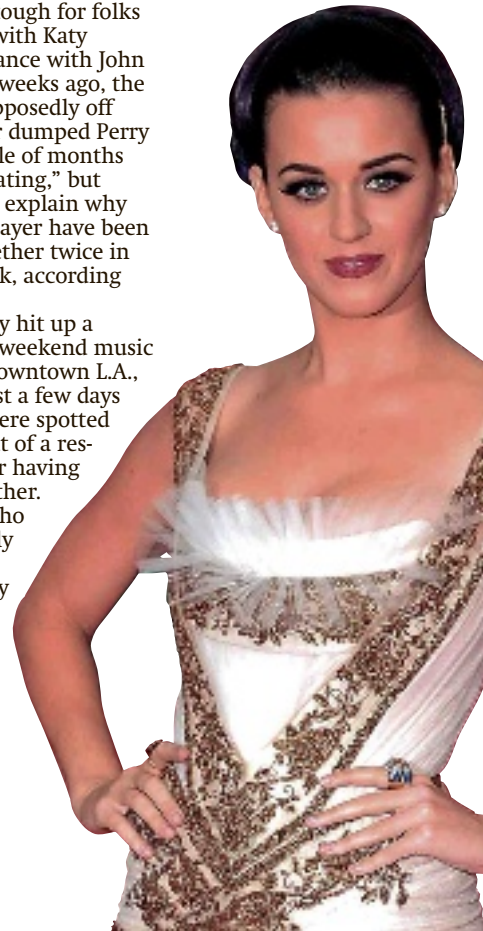 ough for folks
with Katy
ance with John
weeks ago, the
pposedly off
r dumped Perry
le of months
ating,” but
explain why
ayer have been
ether twice in
k, according
y hit up a
weekend music
owntown L.A.,
st a few days
ere spotted
t of a res-
r having
ther.
ho
ly
y